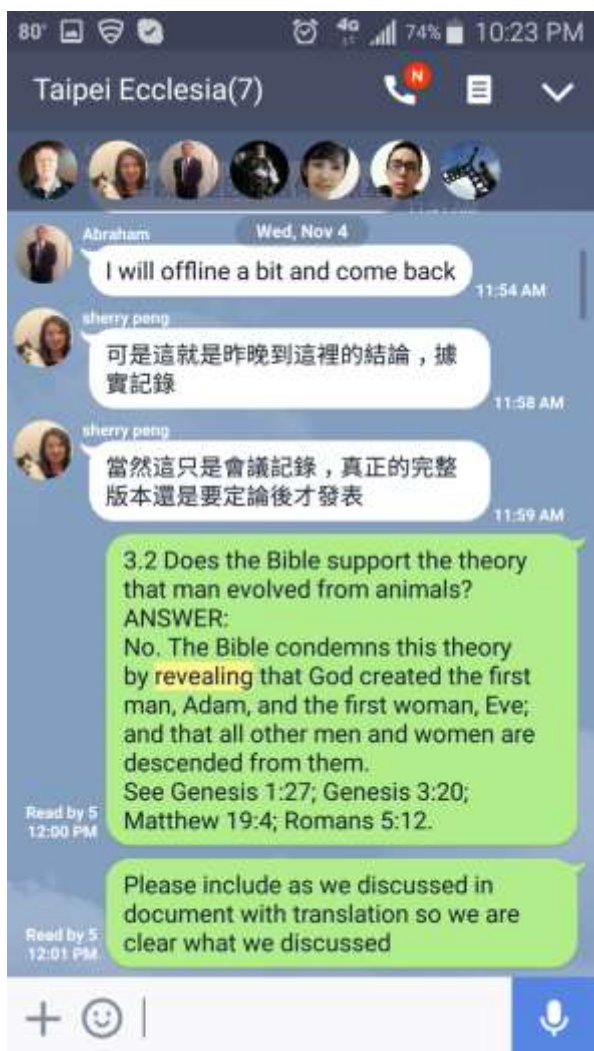 80°
4G
74%
10:23 PM
Taipei Ecclesia(7)
N
Wed, Nov 4
Abraham
I will offline a bit and come back
11:54 AM
sherry peng
可是這就是昨晚到這裡的結論，據
實記錄
11:58 AM
sherry peng
當然這只是會議記錄，真正的完整
版本還是要定論後才發表
11:59 AM
3.2 Does the Bible support the theory
that man evolved from animals?
ANSWER:
No. The Bible condemns this theory
by revealing that God created the first
man, Adam, and the first woman, Eve;
and that all other men and women are
descended from them.
See Genesis 1:27; Genesis 3:20;
Matthew 19:4; Romans 5:12.
Read by 5
12:00 PM
Please include as we discussed in
document with translation so we are
clear what we discussed
Read by 5
12:01 PM